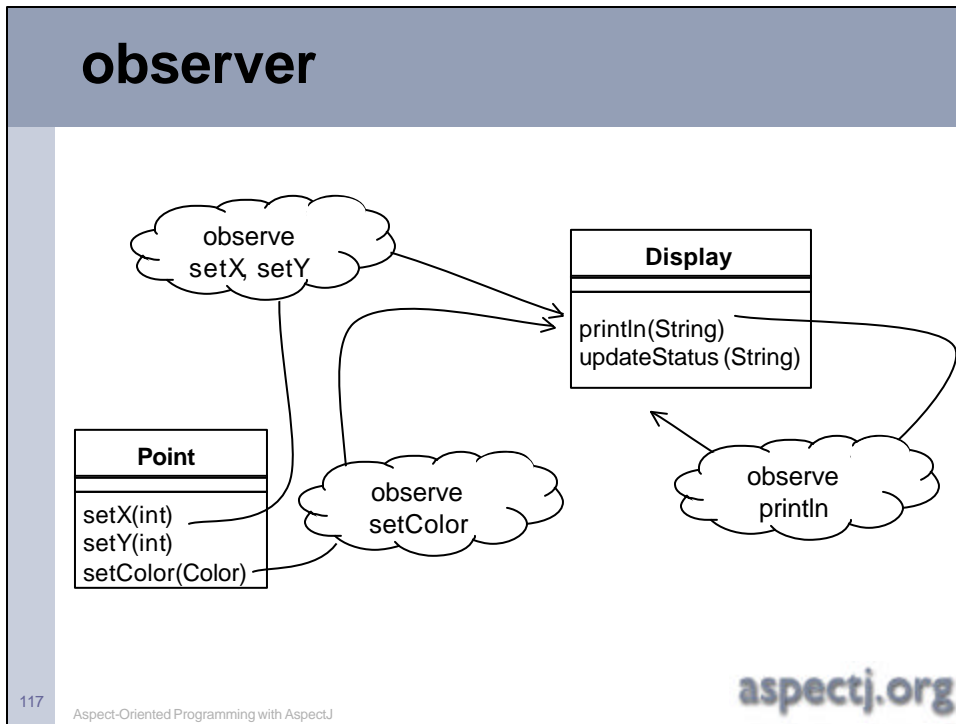 observer
observe
setX, setY
Display
println(String)
updateStatus (String)
Point
setX(int)
setY(int)
setColor(Color)
observe
setColor
observe
println
117
Aspect-Oriented Programming with AspectJ
aspectj.org